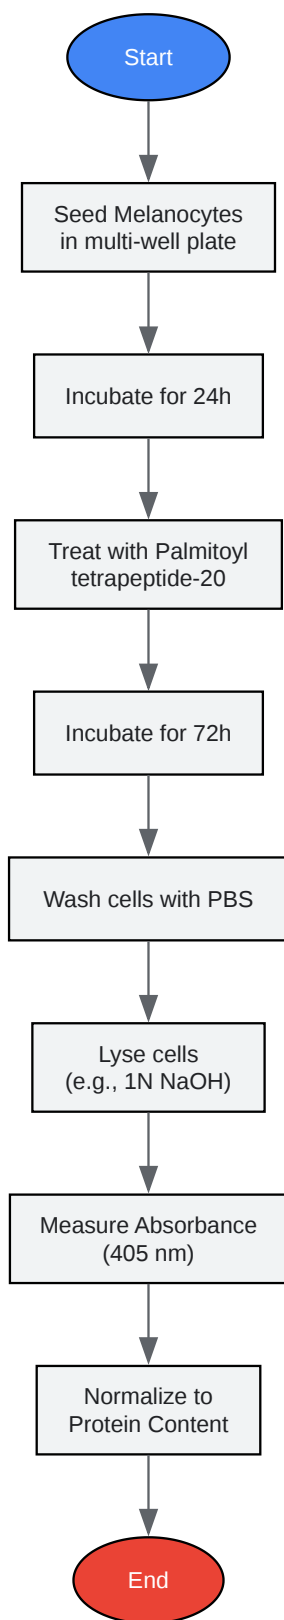 Start
Seed Melanocytes
in multi-well plate
Incubate for 24h
Treat with Palmitoyl
tetrapeptide-20
Incubate for 72h
Wash cells with PBS
Lyse cells
(e.g., 1N NaOH)
Measure Absorbance
(405 nm)
Normalize to
Protein Content
End